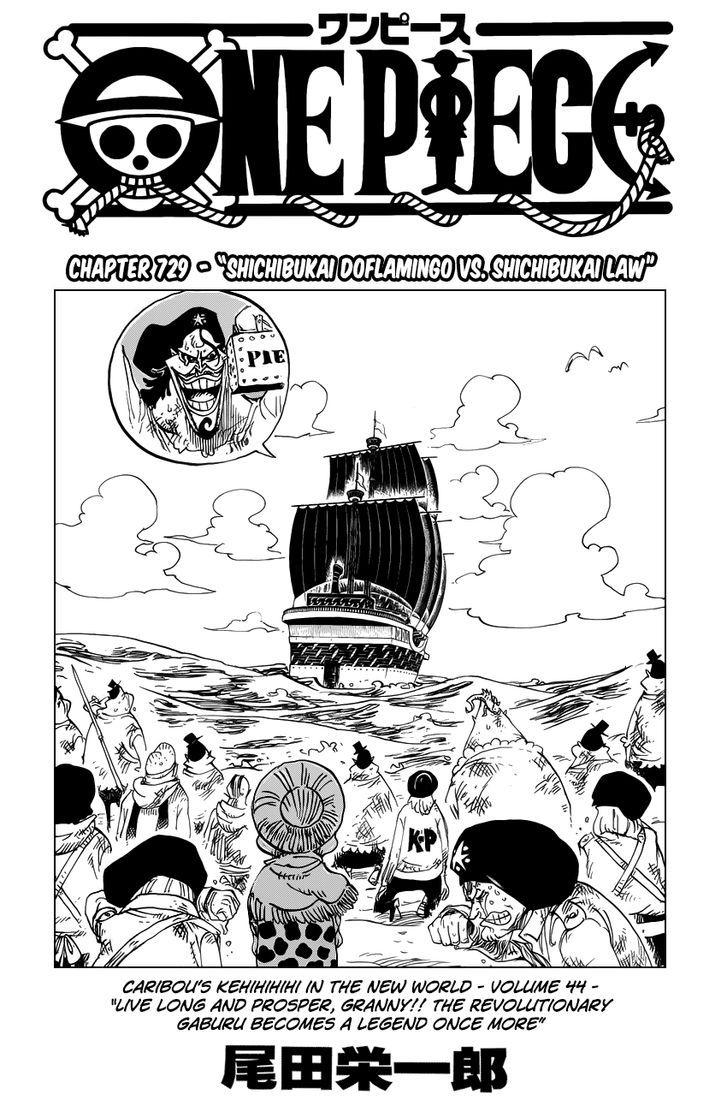 ワンピース
ONE PIECE
CHAPTER 729 - "SHICHIBUKAI DOFLAMINGO VS. SHICHIBUKAI LAW"
PIE
K×P
CARIBOU'S KEHIHIHIHI IN THE NEW WORLD - VOLUME 44 -
"LIVE LONG AND PROSPER, GRANNY!! THE REVOLUTIONARY
GABURU BECOMES A LEGEND ONCE MORE"
尾田栄一郎